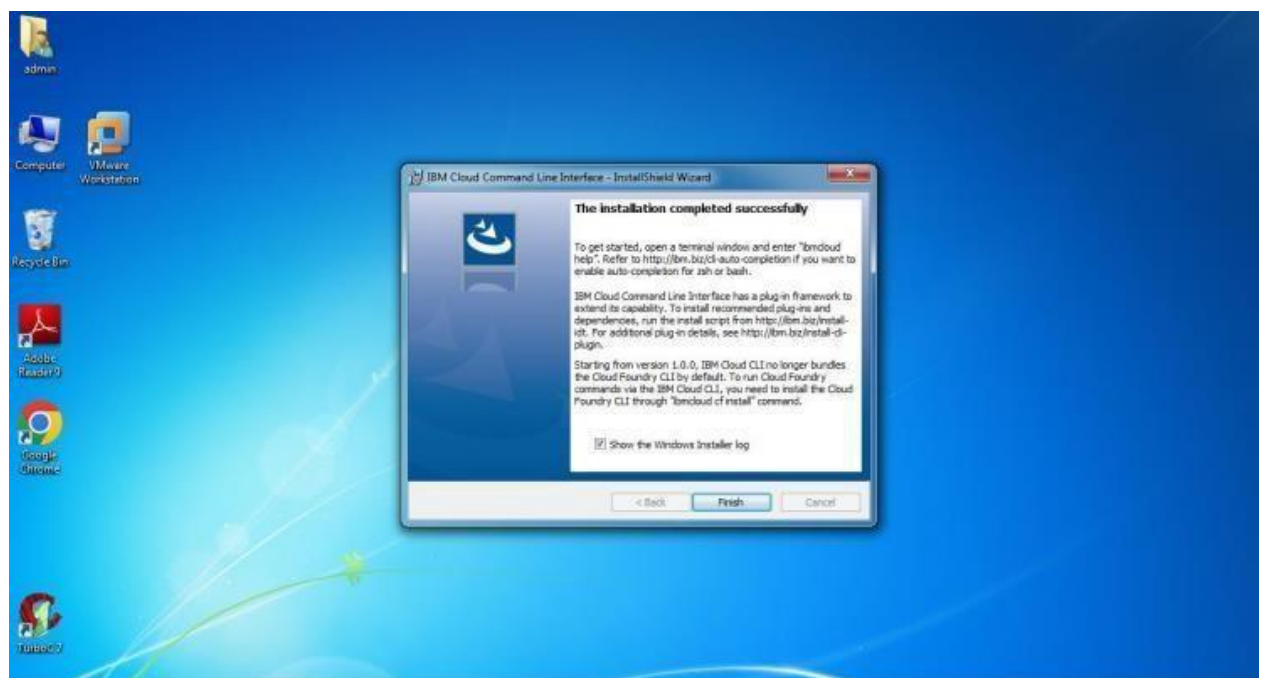 admin
Computer
VMware
Workstation
Recycle Bin
Adobe
Reader 9
Google
Chrome
TurboC 7
IBM Cloud Command Line Interface - InstallShield Wizard
The installation completed successfully
To get started, open a terminal window and enter "ibmcloud
help". Refer to http://ibm.biz/cli-auto-completion if you want to
enable auto-completion for zsh or bash.
IBM Cloud Command Line Interface has a plug-in framework to
extend its capability. To install recommended plug-ins and
dependencies, run the install script from http://ibm.biz/install-
idt. For additional plug-in details, see http://ibm.biz/install-cli-
plugin.
Starting from version 1.0.0, IBM Cloud CLI no longer bundles
the Cloud Foundry CLI by default. To run Cloud Foundry
commands via the IBM Cloud CLI, you need to install the Cloud
Foundry CLI through "ibmcloud cf install" command.
Show the Windows Installer log
< Back
Finish
Cancel